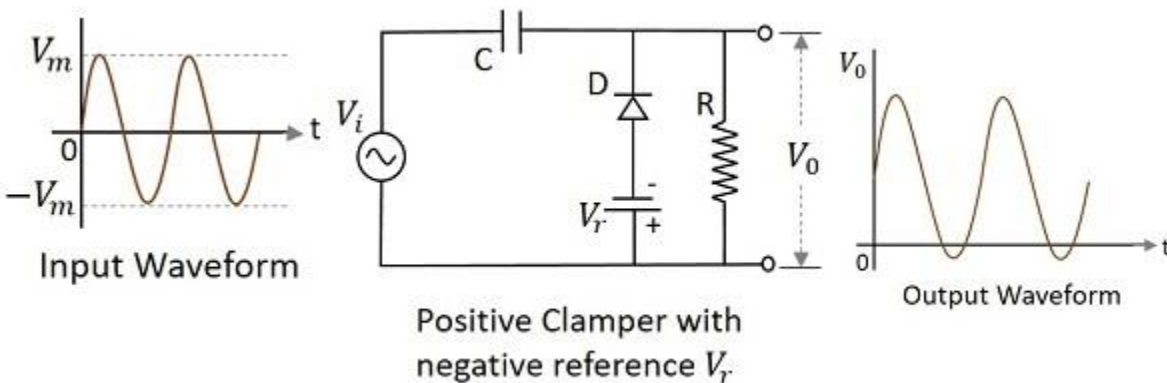 V_m
0
t
−V_m
Input Waveform
V_i
C
D
R
V_r
-
+
V_0
Positive Clamper with
negative reference V_r
V_0
0
t
Output Waveform